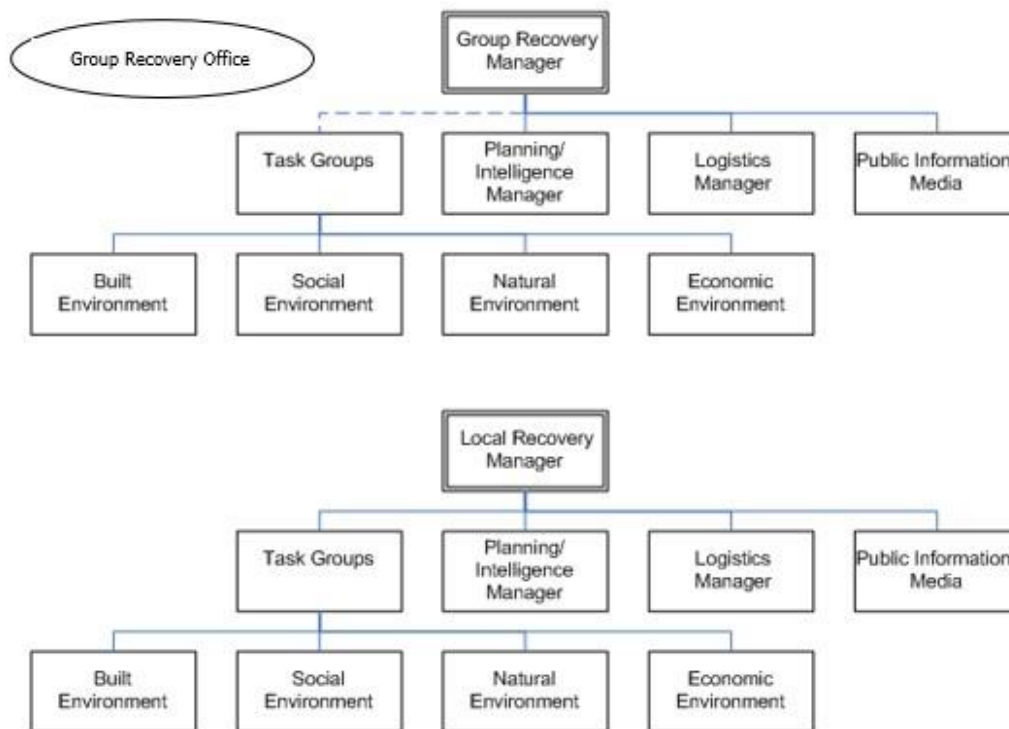 Group Recovery Office
Group Recovery
Manager
Task Groups
Planning/
Intelligence
Manager
Logistics
Manager
Public Information
Media
Built
Environment
Social
Environment
Natural
Environment
Economic
Environment
Local Recovery
Manager
Task Groups
Planning/
Intelligence
Manager
Logistics
Manager
Public Information
Media
Built
Environment
Social
Environment
Natural
Environment
Economic
Environment